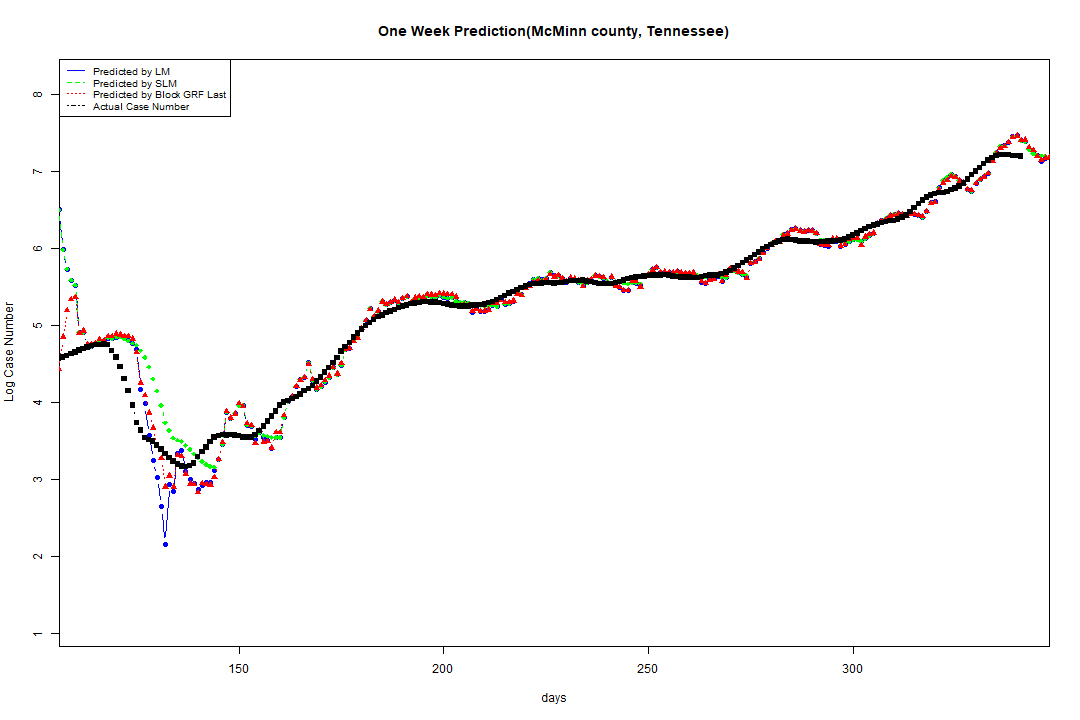 One Week Prediction(McMinn county, Tennessee)
Predicted by LM
Predicted by SLM
Predicted by Block GRF Last
Actual Case Number
8
7
6
5
4
3
2
1
Log Case Number
150 200 250 300
days